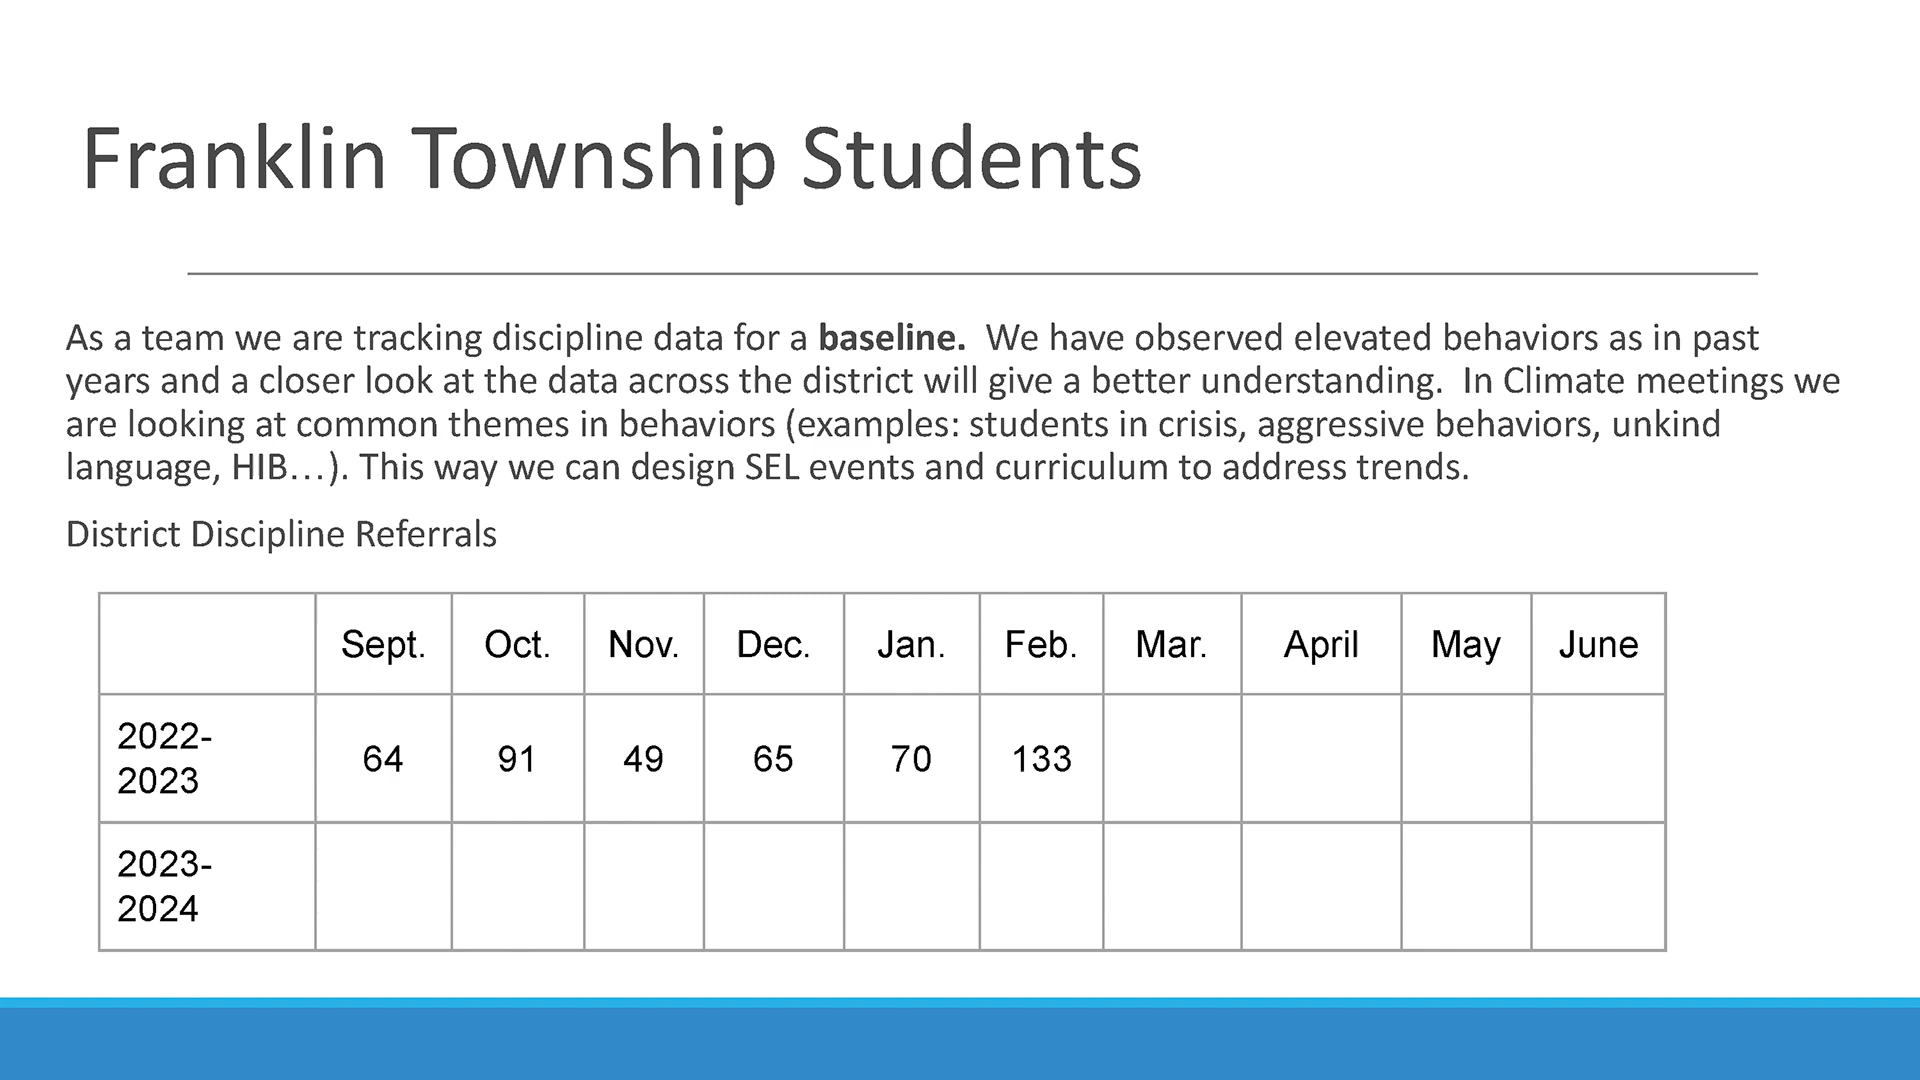 Franklin Township Students
As a team we are tracking discipline data for a baseline.  We have observed elevated behaviors as in past
years and a closer look at the data across the district will give a better understanding.  In Climate meetings we
are looking at common themes in behaviors (examples: students in crisis, aggressive behaviors, unkind
language, HIB…). This way we can design SEL events and curriculum to address trends.
District Discipline Referrals
Sept. Oct. Nov. Dec. Jan. Feb. Mar. April May June
2022-
2023 64 91 49 65 70 133
2023-
2024